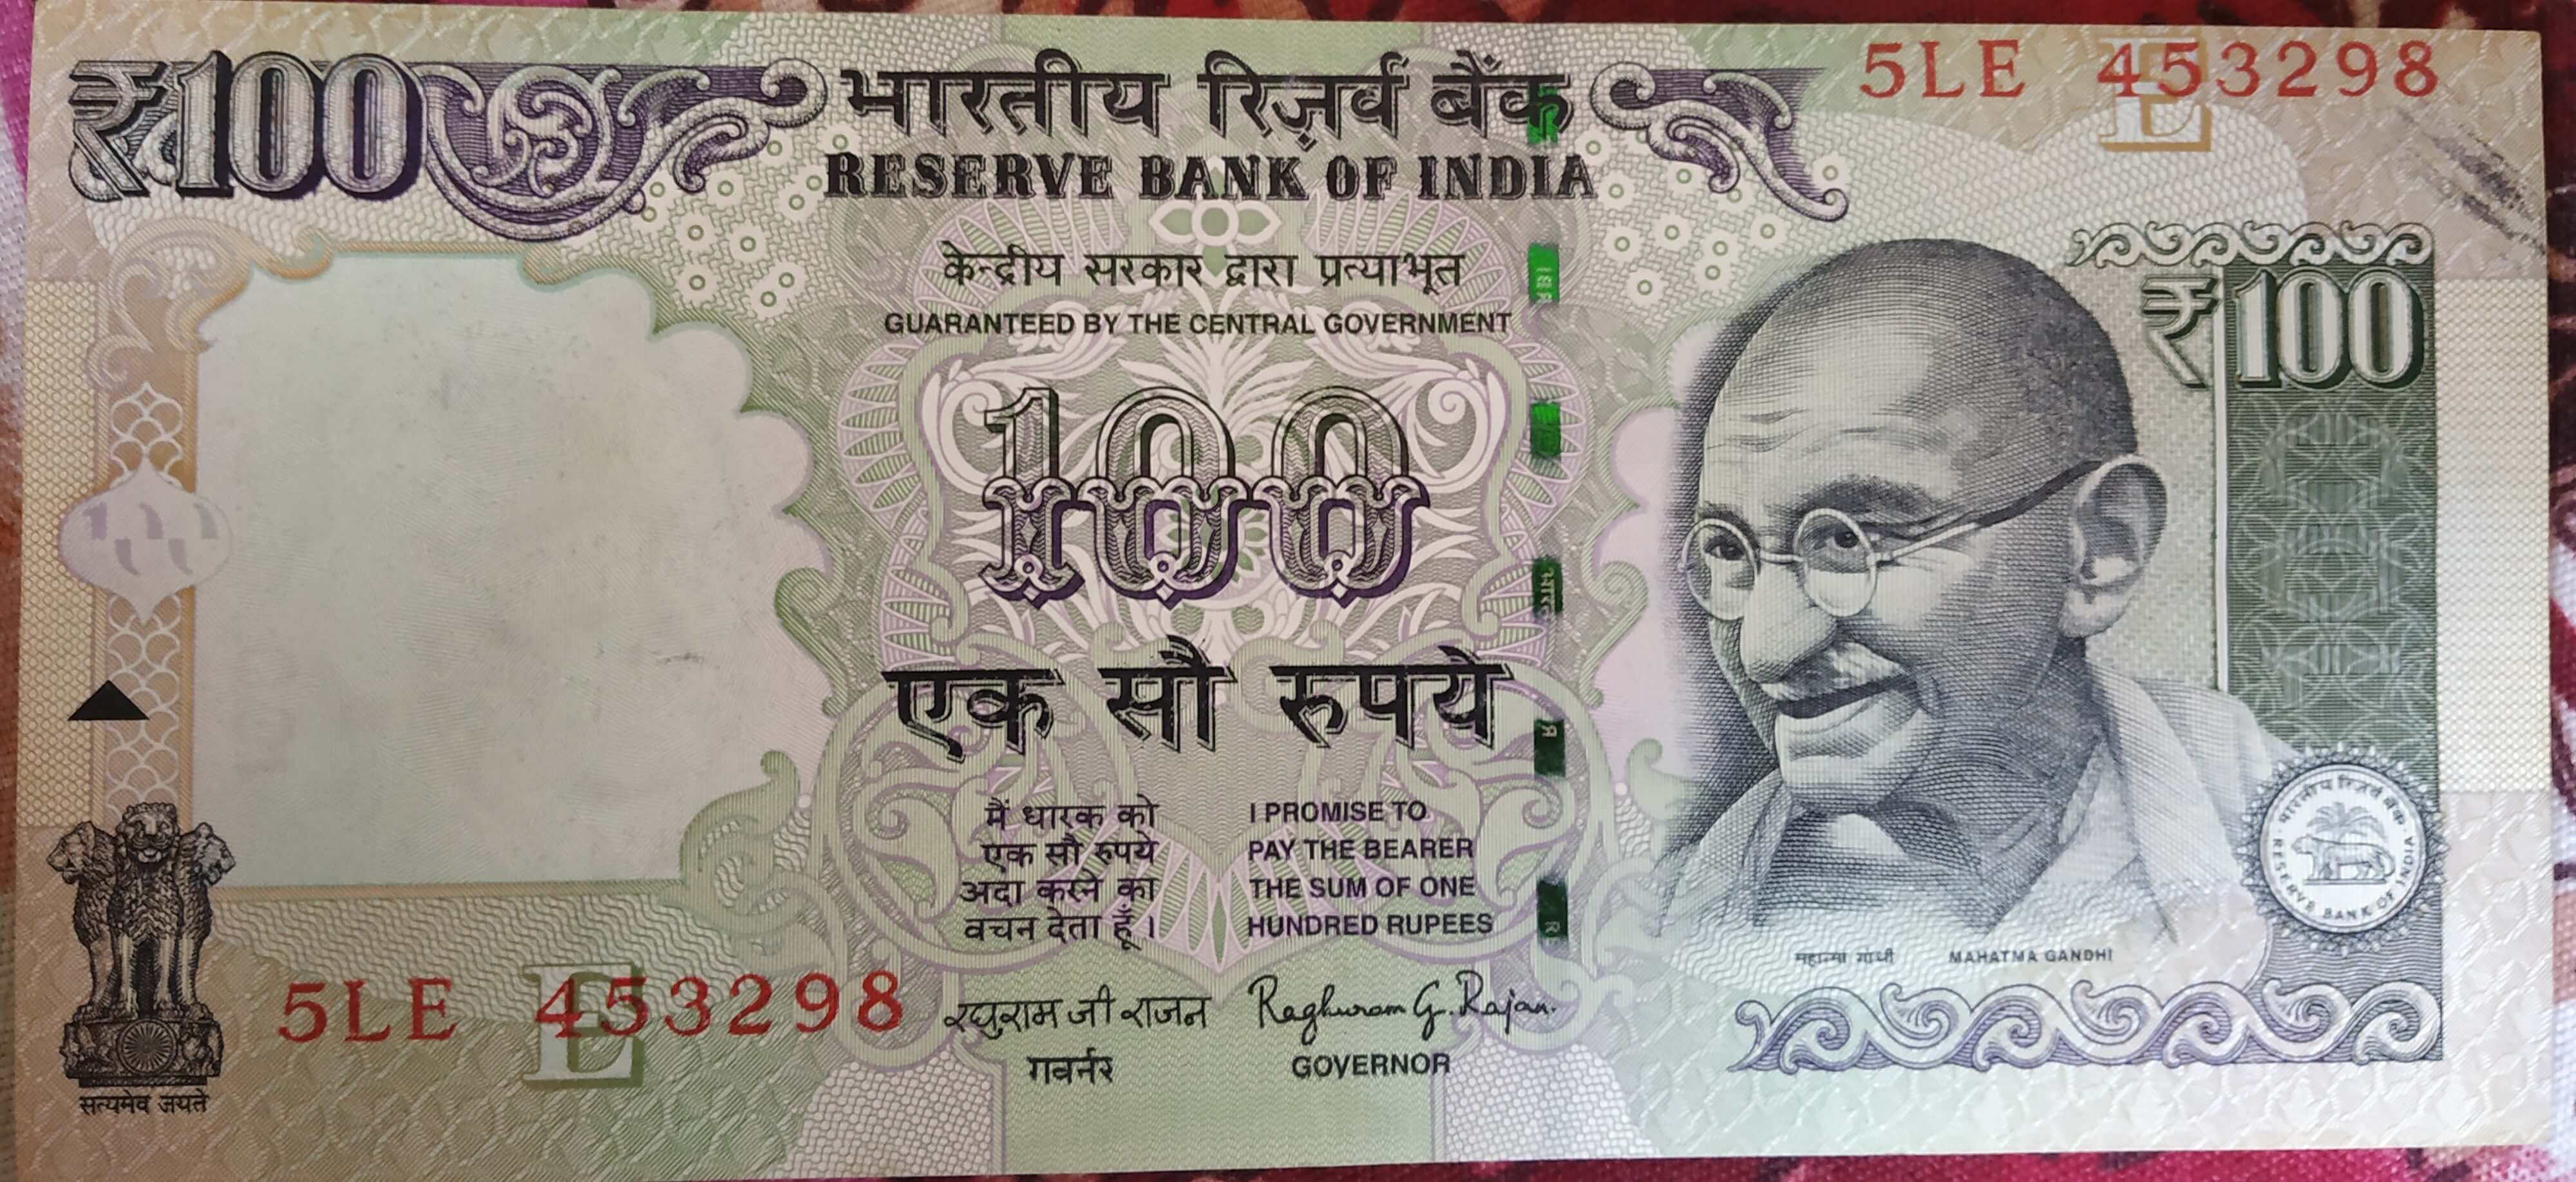 ₹100
भारतीय रिज़र्व बैंक
RESERVE BANK OF INDIA
5LE 453298
E
केन्द्रीय सरकार द्वारा प्रत्याभूत
GUARANTEED BY THE CENTRAL GOVERNMENT
₹100
100
एक सौ रुपये
मैं धारक को
एक सौ रुपये
अदा करने का
वचन देता हूँ।
I PROMISE TO
PAY THE BEARER
THE SUM OF ONE
HUNDRED RUPEES
भारतीय रिज़र्व बैंक
RESERVE BANK OF INDIA
महात्मा गांधी MAHATMA GANDHI
5LE 453298
E
रघुराम जी राजन
Raghuram G. Rajan.
गवर्नर
GOVERNOR
सत्यमेव जयते